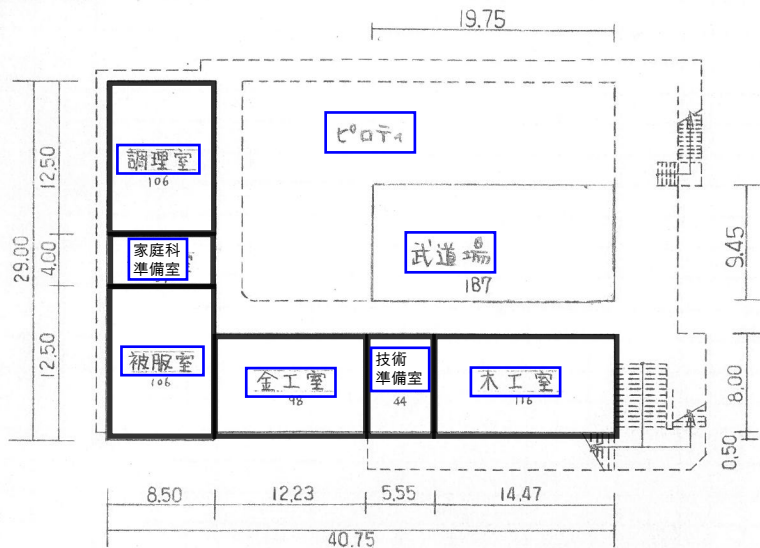 19.75
ピロティ
調理室
106
12.50
武道場
187
9.45
家庭科
準備室
4.00
29.00
被服室
106
12.50
金工室
98
技術
準備室
44
木工室
116
8.00
0.50
8.50
12.23
5.55
14.47
40.75